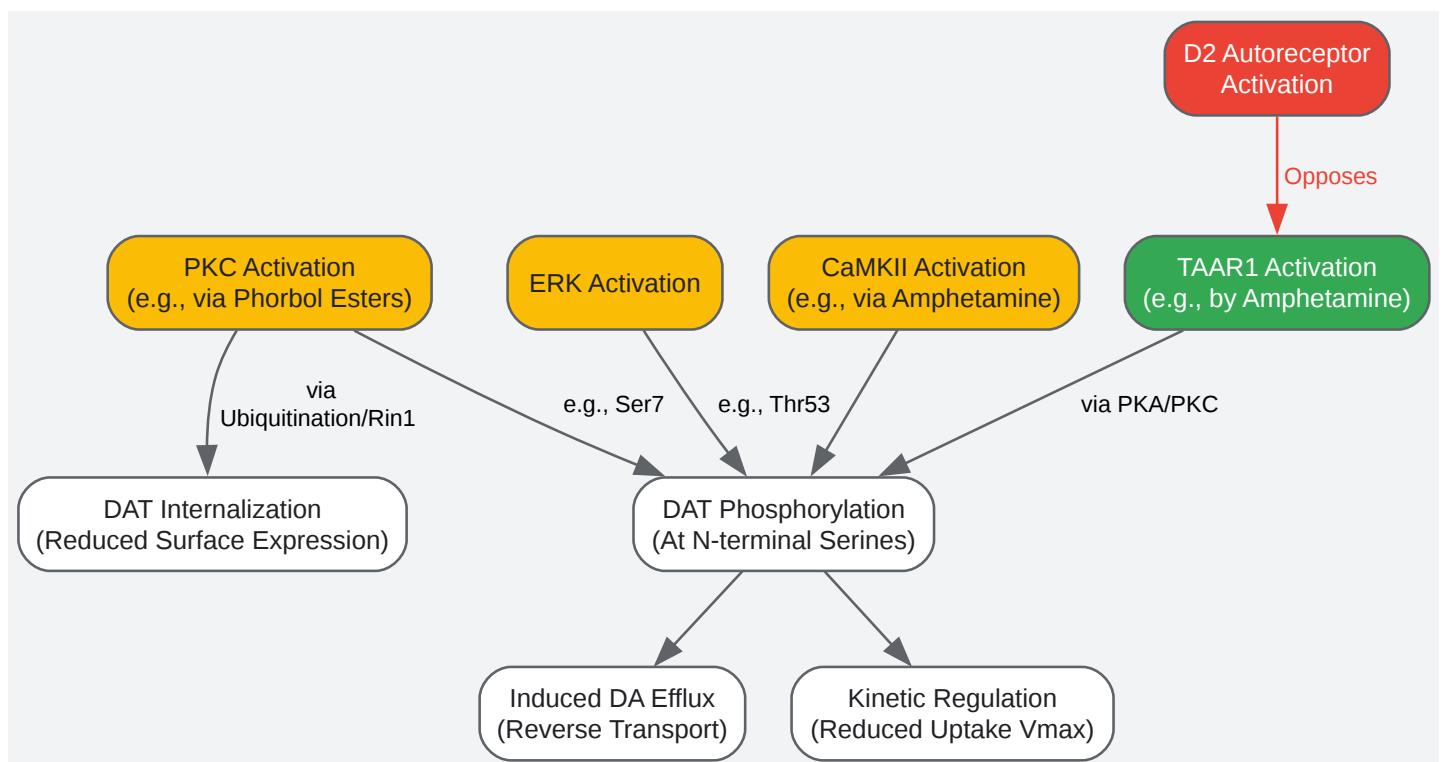 D2 Autoreceptor
Activation
Opposes
PKC Activation
(e.g., via Phorbol Esters)
ERK Activation
CaMKII Activation
(e.g., via Amphetamine)
TAAR1 Activation
(e.g., by Amphetamine)
via
Ubiquitination/Rin1
e.g., Ser7
e.g., Thr53
via PKA/PKC
DAT Internalization
(Reduced Surface Expression)
DAT Phosphorylation
(At N-terminal Serines)
Induced DA Efflux
(Reverse Transport)
Kinetic Regulation
(Reduced Uptake Vmax)